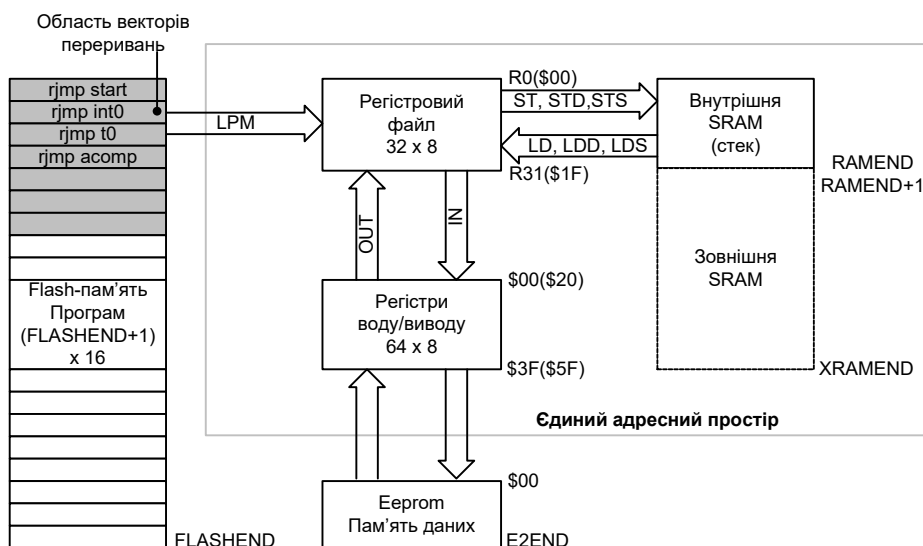 Область векторів
переривань
rjmp start
rjmp int0
rjmp t0
rjmp acomp
LPM
Регістровий
файл
32 x 8
R0($00)
ST, STD,STS
LD, LDD, LDS
R31($1F)
Внутрішня
SRAM
(стек)
RAMEND
RAMEND+1
OUT
IN
Зовнішня
SRAM
Flash-пам’ять
Програм
(FLASHEND+1)
x 16
Регістри
воду/виводу
64 x 8
$00($20)
$3F($5F)
XRAMEND
Єдиний адресний простір
$00
Eeprom
Пам’ять даних
FLASHEND
E2END